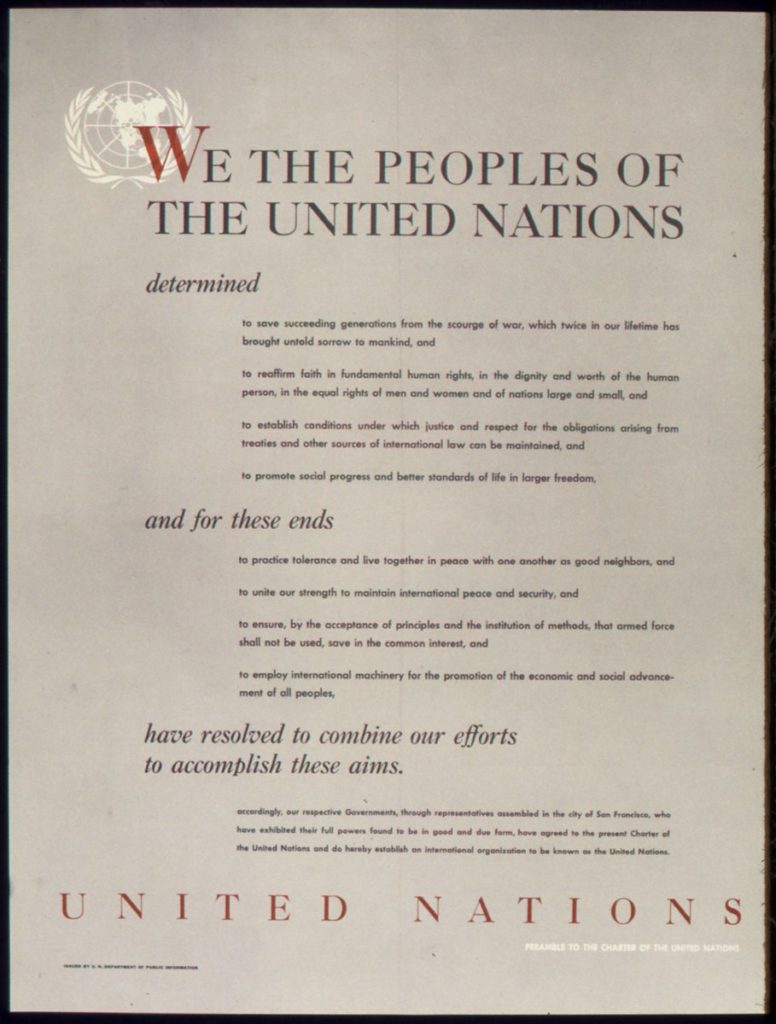 WE THE PEOPLES OF
THE UNITED NATIONS
determined
to save succeeding generations from the scourge of war, which twice in our lifetime has
brought untold sorrow to mankind, and
to reaffirm faith in fundamental human rights, in the dignity and worth of the human
person, in the equal rights of men and women and of nations large and small, and
to establish conditions under which justice and respect for the obligations arising from
treaties and other sources of international law can be maintained, and
to promote social progress and better standards of life in larger freedom,
and for these ends
to practice tolerance and live together in peace with one another as good neighbors, and
to unite our strength to maintain international peace and security, and
to ensure, by the acceptance of principles and the institution of methods, that armed force
shall not be used, save in the common interest, and
to employ international machinery for the promotion of the economic and social advance-
ment of all peoples,
have resolved to combine our efforts
to accomplish these aims.
accordingly, our respective Governments, through representatives assembled in the city of San Francisco, who
have exhibited their full powers found to be in good and due form, have agreed to the present Charter of
the United Nations and do hereby establish an international organization to be known as the United Nations.
UNITED NATIONS
PREAMBLE TO THE CHARTER OF THE UNITED NATIONS
ISSUED BY U. N. DEPARTMENT OF PUBLIC INFORMATION